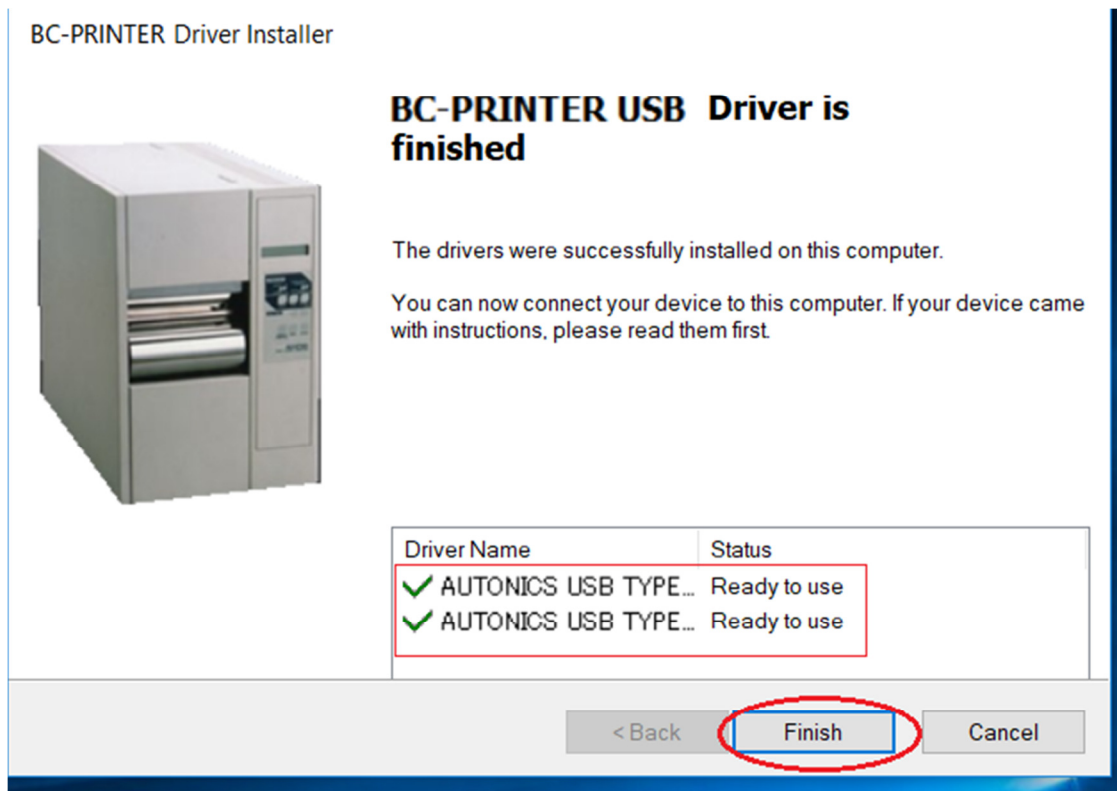 BC-PRINTER Driver Installer
BC-PRINTER USB Driver is
finished
The drivers were successfully installed on this computer.
You can now connect your device to this computer. If your device came
with instructions, please read them first.
Driver Name Status
AUTONICS USB TYPE... Ready to use
AUTONICS USB TYPE... Ready to use
< Back Finish Cancel